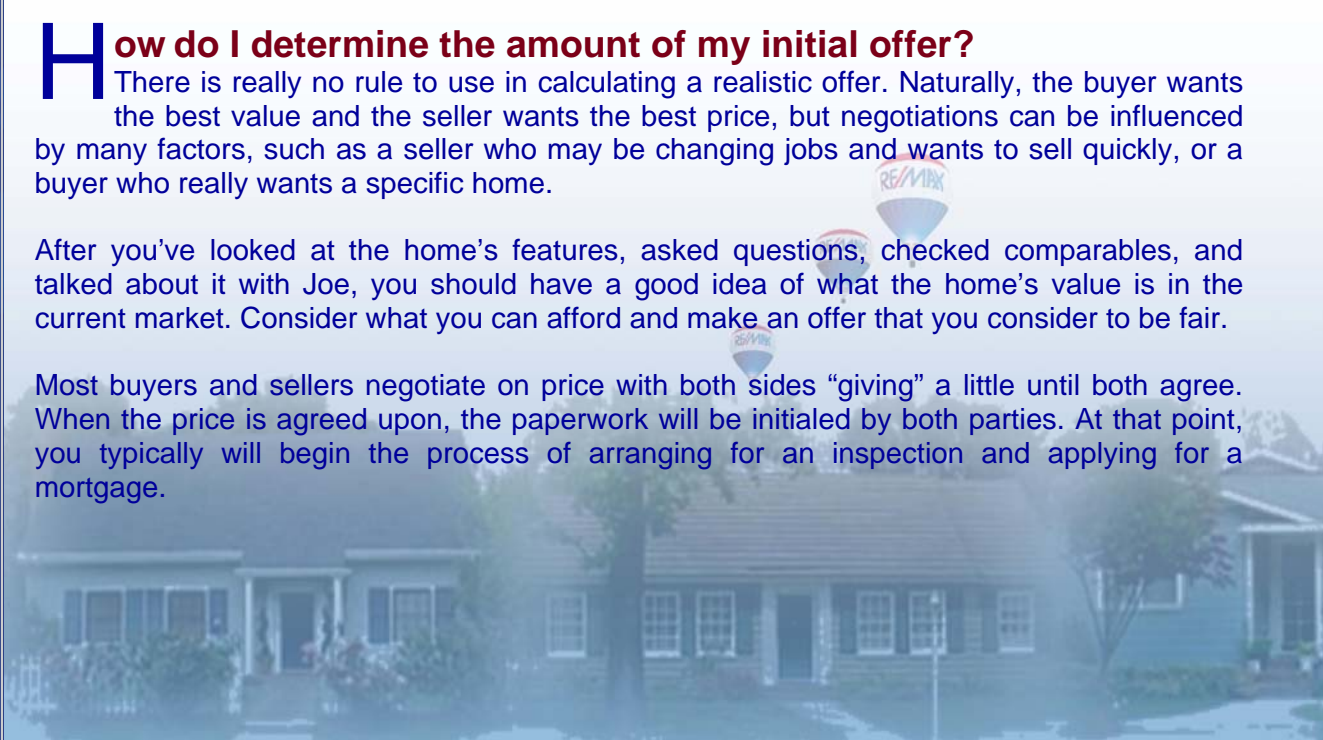 How do I determine the amount of my initial offer?
There is really no rule to use in calculating a realistic offer. Naturally, the buyer wants
the best value and the seller wants the best price, but negotiations can be influenced
by many factors, such as a seller who may be changing jobs and wants to sell quickly, or a
buyer who really wants a specific home.
After you’ve looked at the home’s features, asked questions, checked comparables, and
talked about it with Joe, you should have a good idea of what the home’s value is in the
current market. Consider what you can afford and make an offer that you consider to be fair.
Most buyers and sellers negotiate on price with both sides “giving” a little until both agree.
When the price is agreed upon, the paperwork will be initialed by both parties. At that point,
you typically will begin the process of arranging for an inspection and applying for a
mortgage.
RE/MAX
RE/MAX
RE/MAX